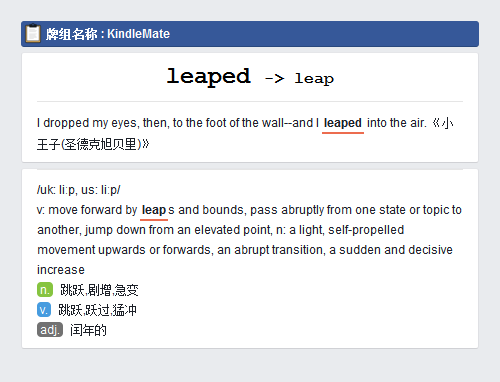 牌组名称 : KindleMate
leaped -> leap
I dropped my eyes, then, to the foot of the wall--and I leaped into the air.《小
王子(圣德克旭贝里)》
/uk: li:p, us: li:p/
v: move forward by leaps and bounds, pass abruptly from one state or topic to
another, jump down from an elevated point, n: a light, self-propelled
movement upwards or forwards, an abrupt transition, a sudden and decisive
increase
n. 跳跃,剧增,急变
v. 跳跃,跃过,猛冲
adj. 闰年的